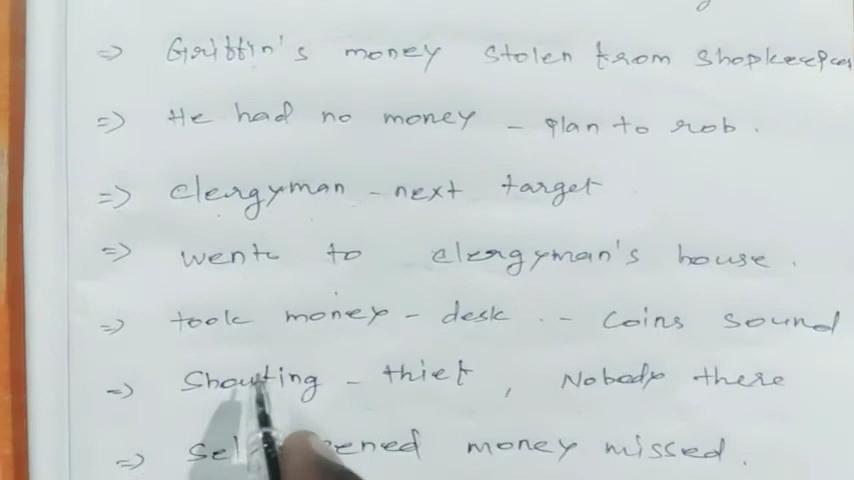 => Griffin's money stolen from shopkeeper
=> He had no money - plan to rob.
=> clergyman - next target
=> went to clergyman's house.
=> took money - desk. - coins sound
=> Shouting - thief, Nobody there
=> money missed.